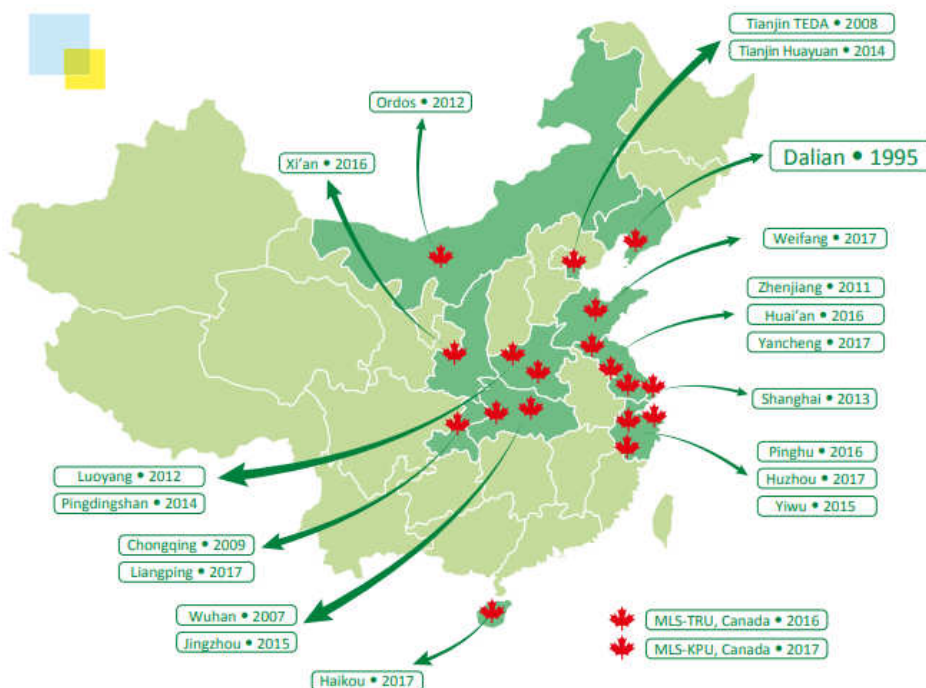 Tianjin TEDA • 2008
Tianjin Huayuan • 2014
Ordos • 2012
Xi'an • 2016
Dalian • 1995
Weifang • 2017
Zhenjiang • 2011
Huai'an • 2016
Yancheng • 2017
Shanghai • 2013
Pinghu • 2016
Huzhou • 2017
Yiwu • 2015
Luoyang • 2012
Pingdingshan • 2014
Chongqing • 2009
Liangping • 2017
Wuhan • 2007
Jingzhou • 2015
Haikou • 2017
MLS-TRU, Canada • 2016
MLS-KPU, Canada • 2017